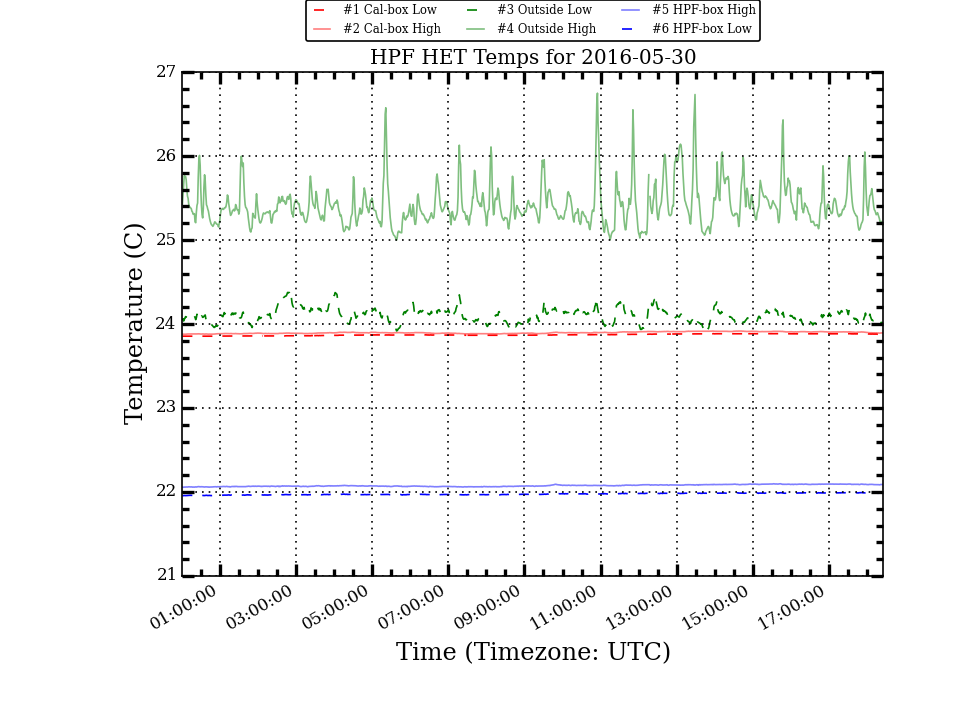 #1 Cal-box Low #3 Outside Low #5 HPF-box High
#2 Cal-box High #4 Outside High #6 HPF-box Low
HPF HET Temps for 2016-05-30
27
26
25
24
23
22
21
Temperature (C)
01:00:00 03:00:00 05:00:00 07:00:00 09:00:00 11:00:00 13:00:00 15:00:00 17:00:00
Time (Timezone: UTC)